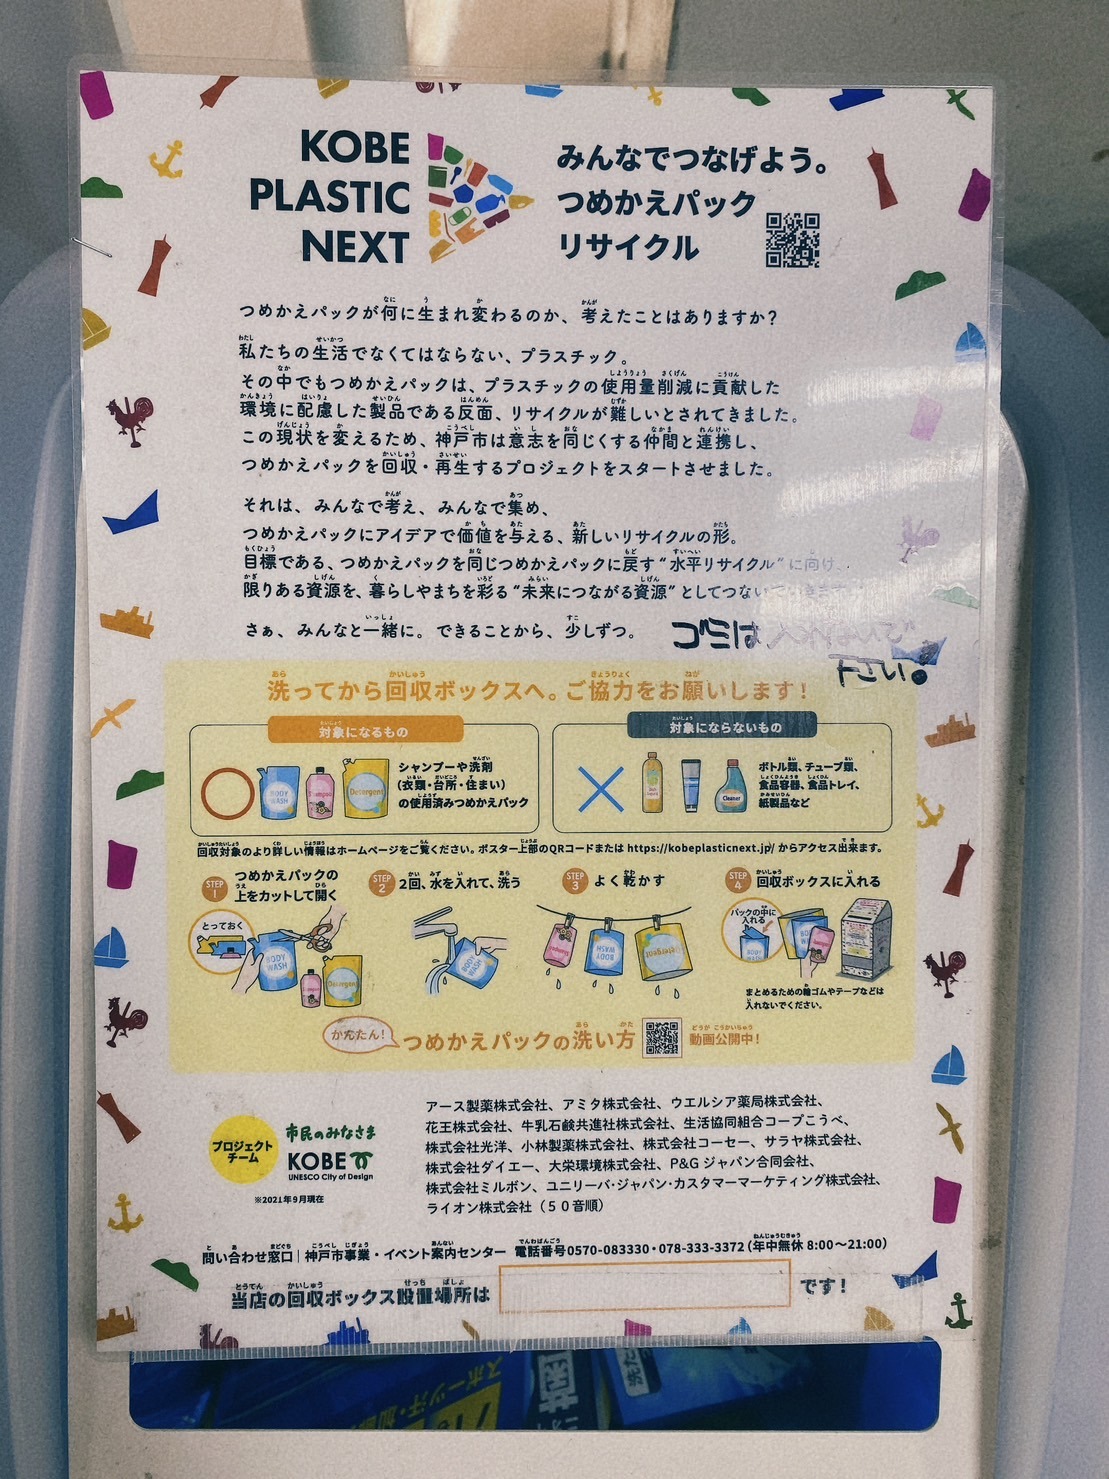 KOBE
PLASTIC
NEXT
みんなでつなげよう。
つめかえパック
リサイクル
つめかえパックが何に生まれ変わるのか、考えたことはありますか？
私たちの生活でなくてはならない、プラスチック。
その中でもつめかえパックは、プラスチックの使用量削減に貢献した
環境に配慮した製品である反面、リサイクルが難しいとされてきました。
この現状を変えるため、神戸市は意志を同じくする仲間と連携し、
つめかえパックを回収・再生するプロジェクトをスタートさせました。
それは、みんなで考え、みんなで集め、
つめかえパックにアイデアで価値を与える、新しいリサイクルの形。
目標である、つめかえパックを同じつめかえパックに戻す“水平リサイクル”に向け、
限りある資源を、暮らしやまちを彩る“未来につながる資源”としてつないでいきます。
さぁ、みんなと一緒に。できることから、少しずつ。
ゴミは入れないで
下さい。
洗ってから回収ボックスへ。ご協力をお願いします！
対象になるもの
シャンプーや洗剤
（衣類・台所・住まい）
の使用済みつめかえパック
BODY WASH
Shampoo
Detergent
対象にならないもの
ボトル類、チューブ類、
食品容器、食品トレイ、
紙製品など
Cleaner
回収対象のより詳しい情報はホームページをご覧ください。ポスター上部のQRコードまたは https://kobeplasticnext.jp/ からアクセス出来ます。
STEP 1
つめかえパックの
上をカットして開く
とっておく
BODY WASH
Detergent
STEP 2
2回、水を入れて、洗う
BODY WASH
STEP 3
よく乾かす
Shampoo
BODY WASH
Detergent
STEP 4
回収ボックスに入れる
パックの中に
入れる
まとめるための輪ゴムやテープなどは
入れないでください。
かんたん！
つめかえパックの洗い方
動画公開中！
プロジェクト
チーム
市民のみなさま
KOBE
UNESCO City of Design
※2021年9月現在
アース製薬株式会社、アミタ株式会社、ウエルシア薬局株式会社、
花王株式会社、牛乳石鹸共進社株式会社、生活協同組合コープこうべ、
株式会社光洋、小林製薬株式会社、株式会社コーセー、サラヤ株式会社、
株式会社ダイエー、大栄環境株式会社、P&G ジャパン合同会社、
株式会社ミルボン、ユニリーバ・ジャパン・カスタマーマーケティング株式会社、
ライオン株式会社（５０音順）
問い合わせ窓口｜神戸市事業・イベント案内センター 電話番号0570-083330・078-333-3372（年中無休 8:00〜21:00）
当店の回収ボックス設置場所は
です！
スポーツ汗・加齢
洗た